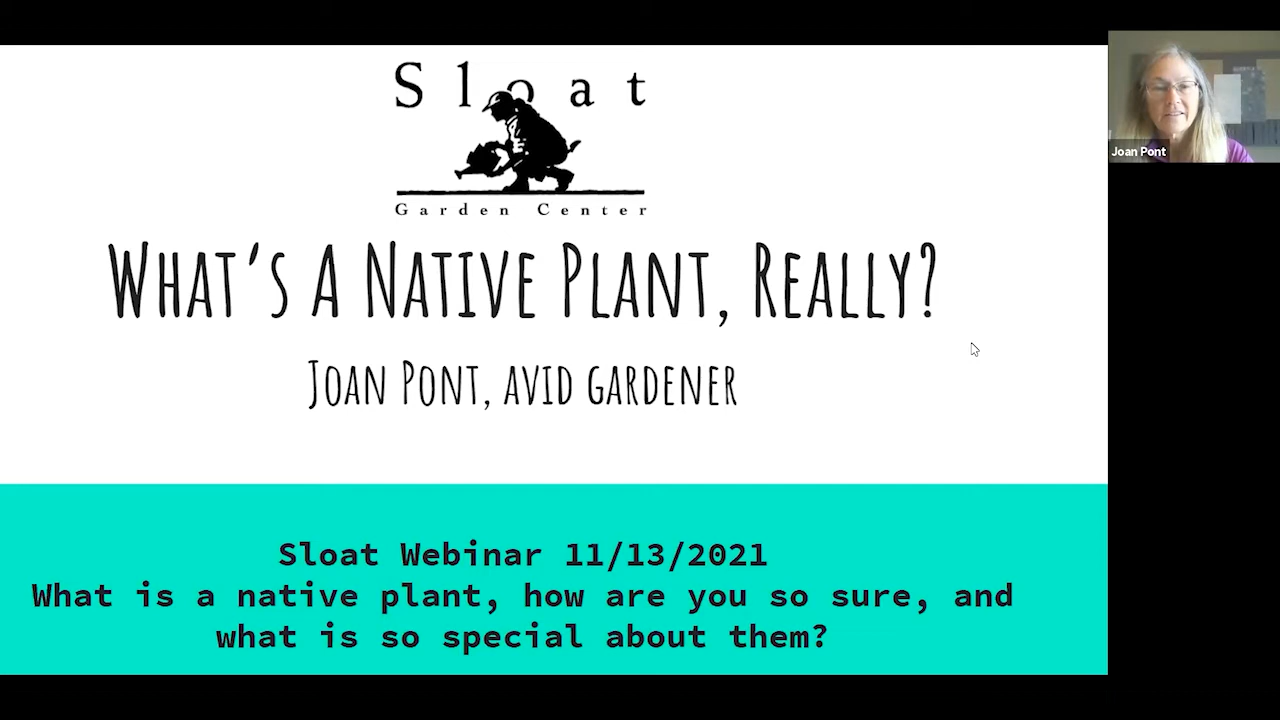 Sloat
Garden Center
What's A Native Plant, Really?
Joan Pont, avid gardener
Sloat Webinar 11/13/2021
What is a native plant, how are you so sure, and
what is so special about them?
Joan Pont